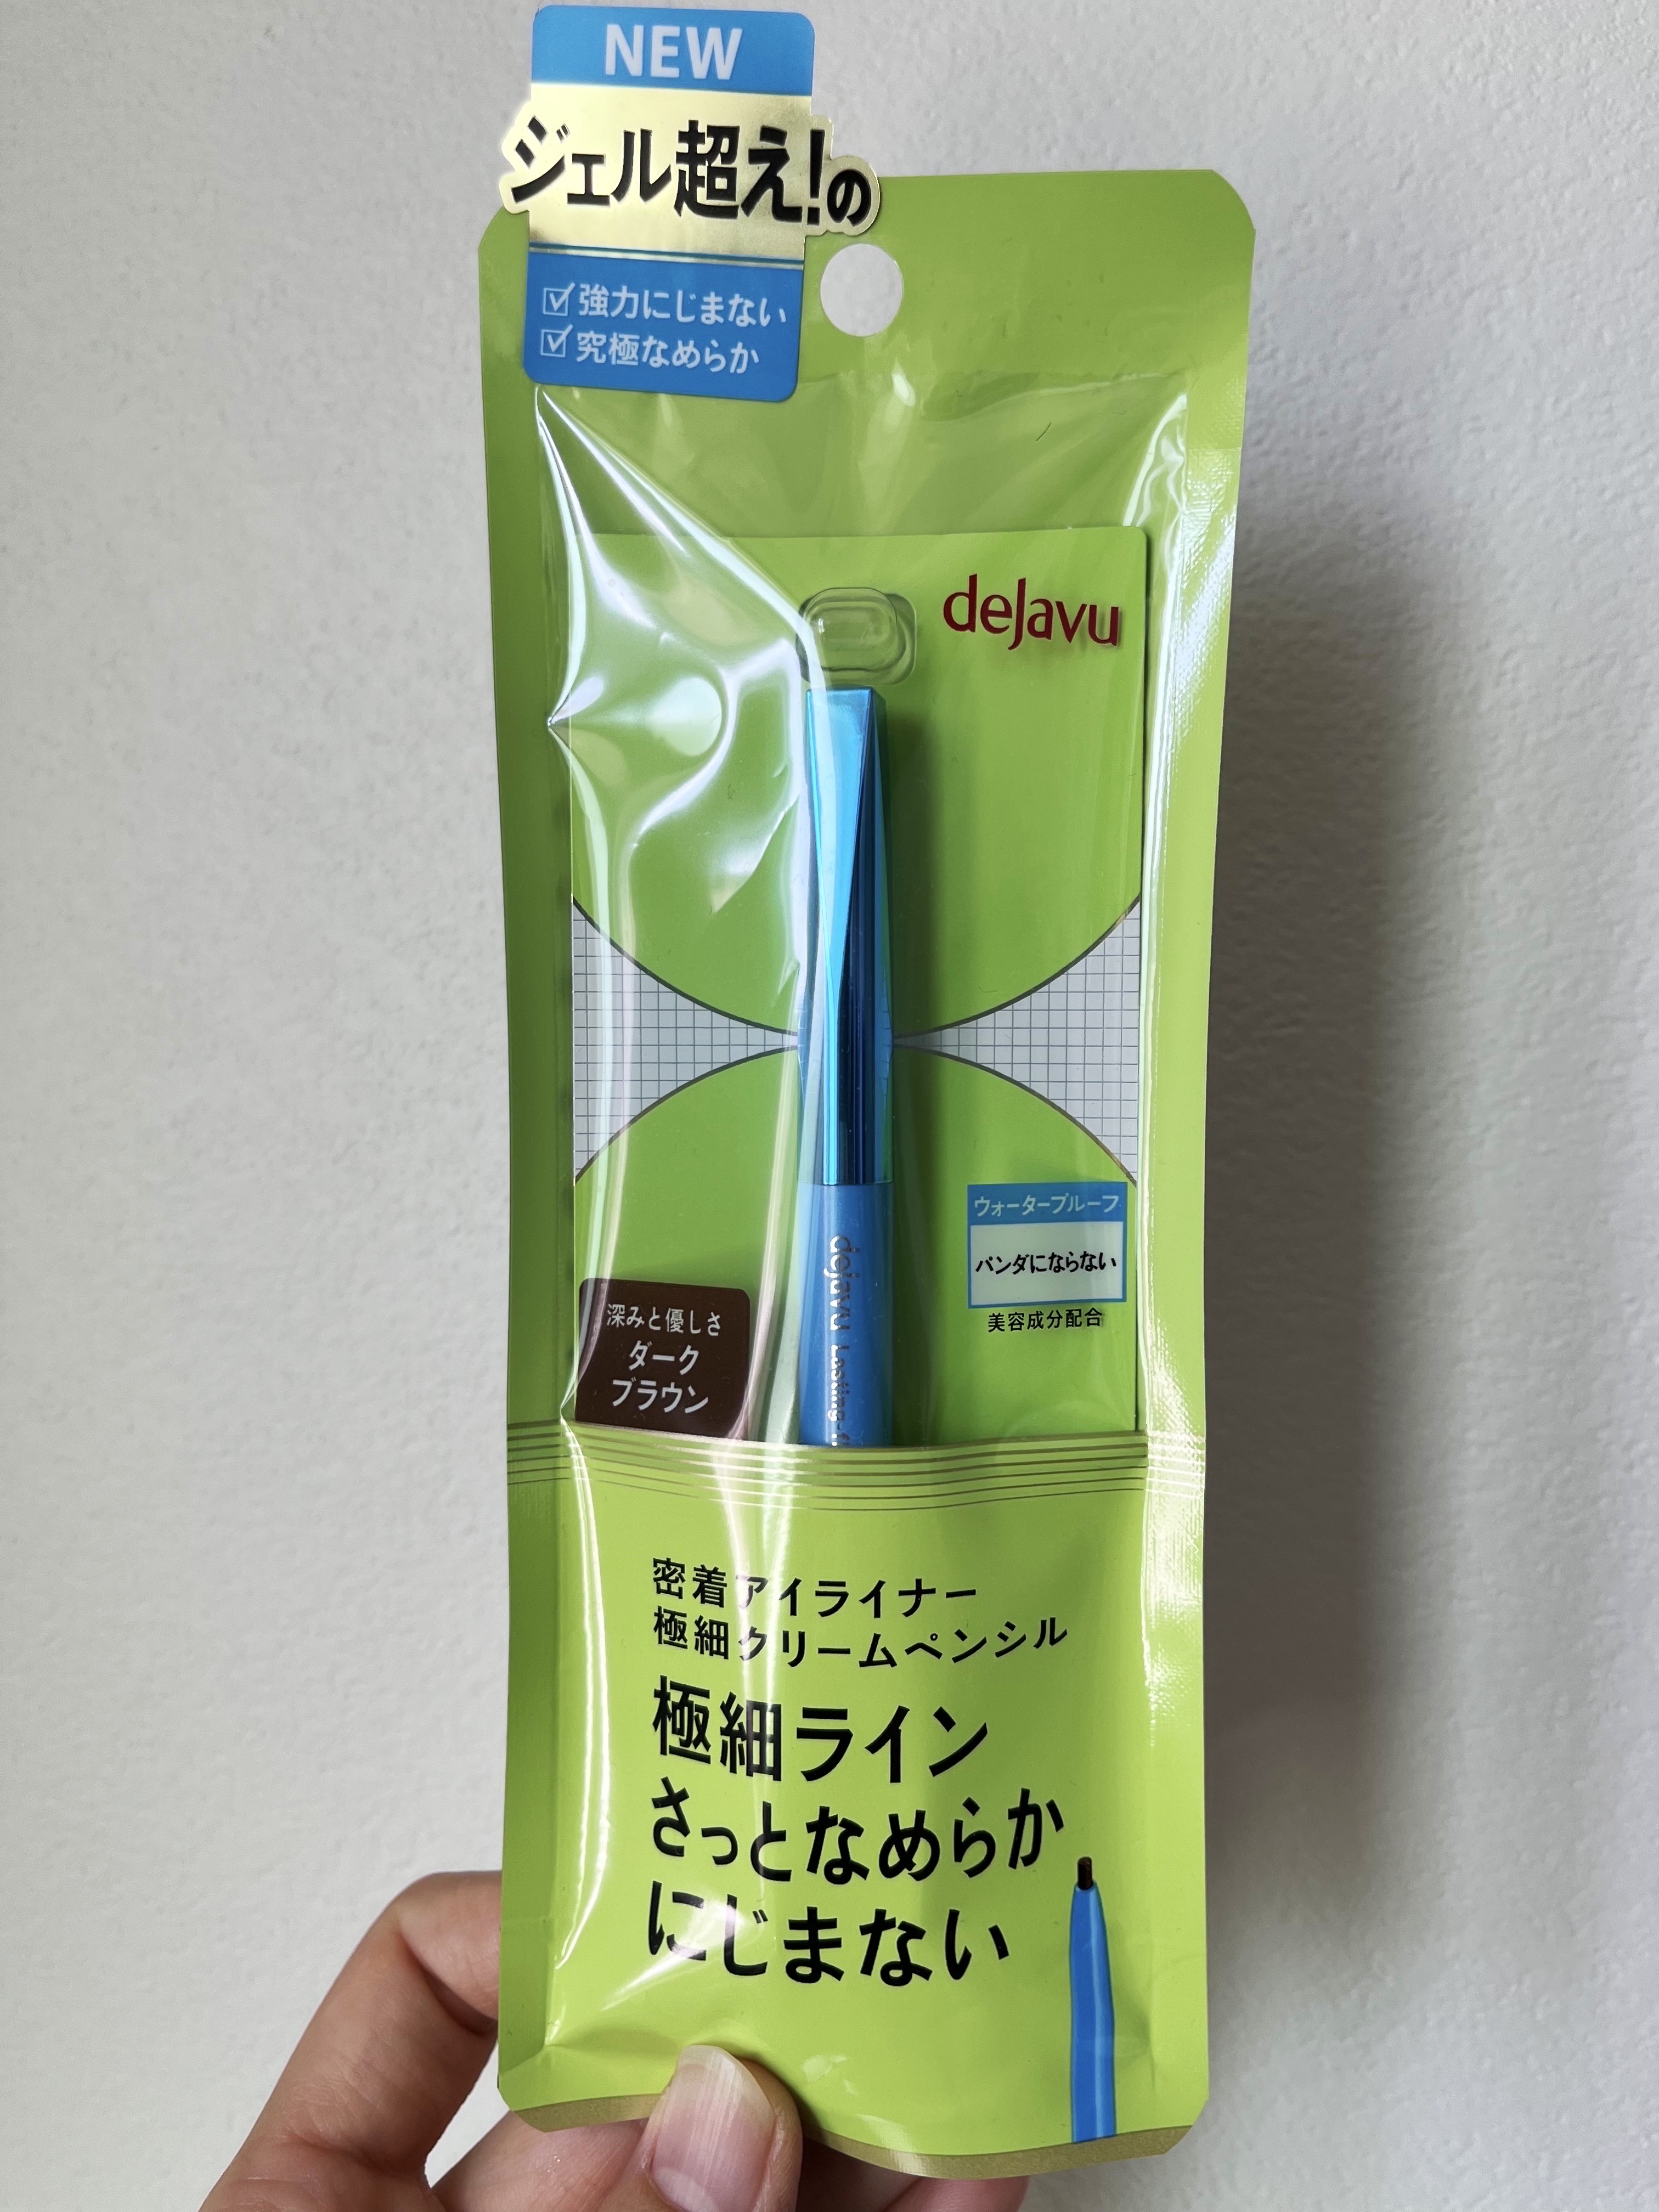 NEW
ジェル超え!の
☑強力にじまない
☑究極なめらか
dejavu
ウォータープルーフ
パンダにならない
美容成分配合
深みと優しさ
ダーク
ブラウン
dejavu Lasting-
密着アイライナー
極細クリームペンシル
極細ライン
さっとなめらか
にじまない